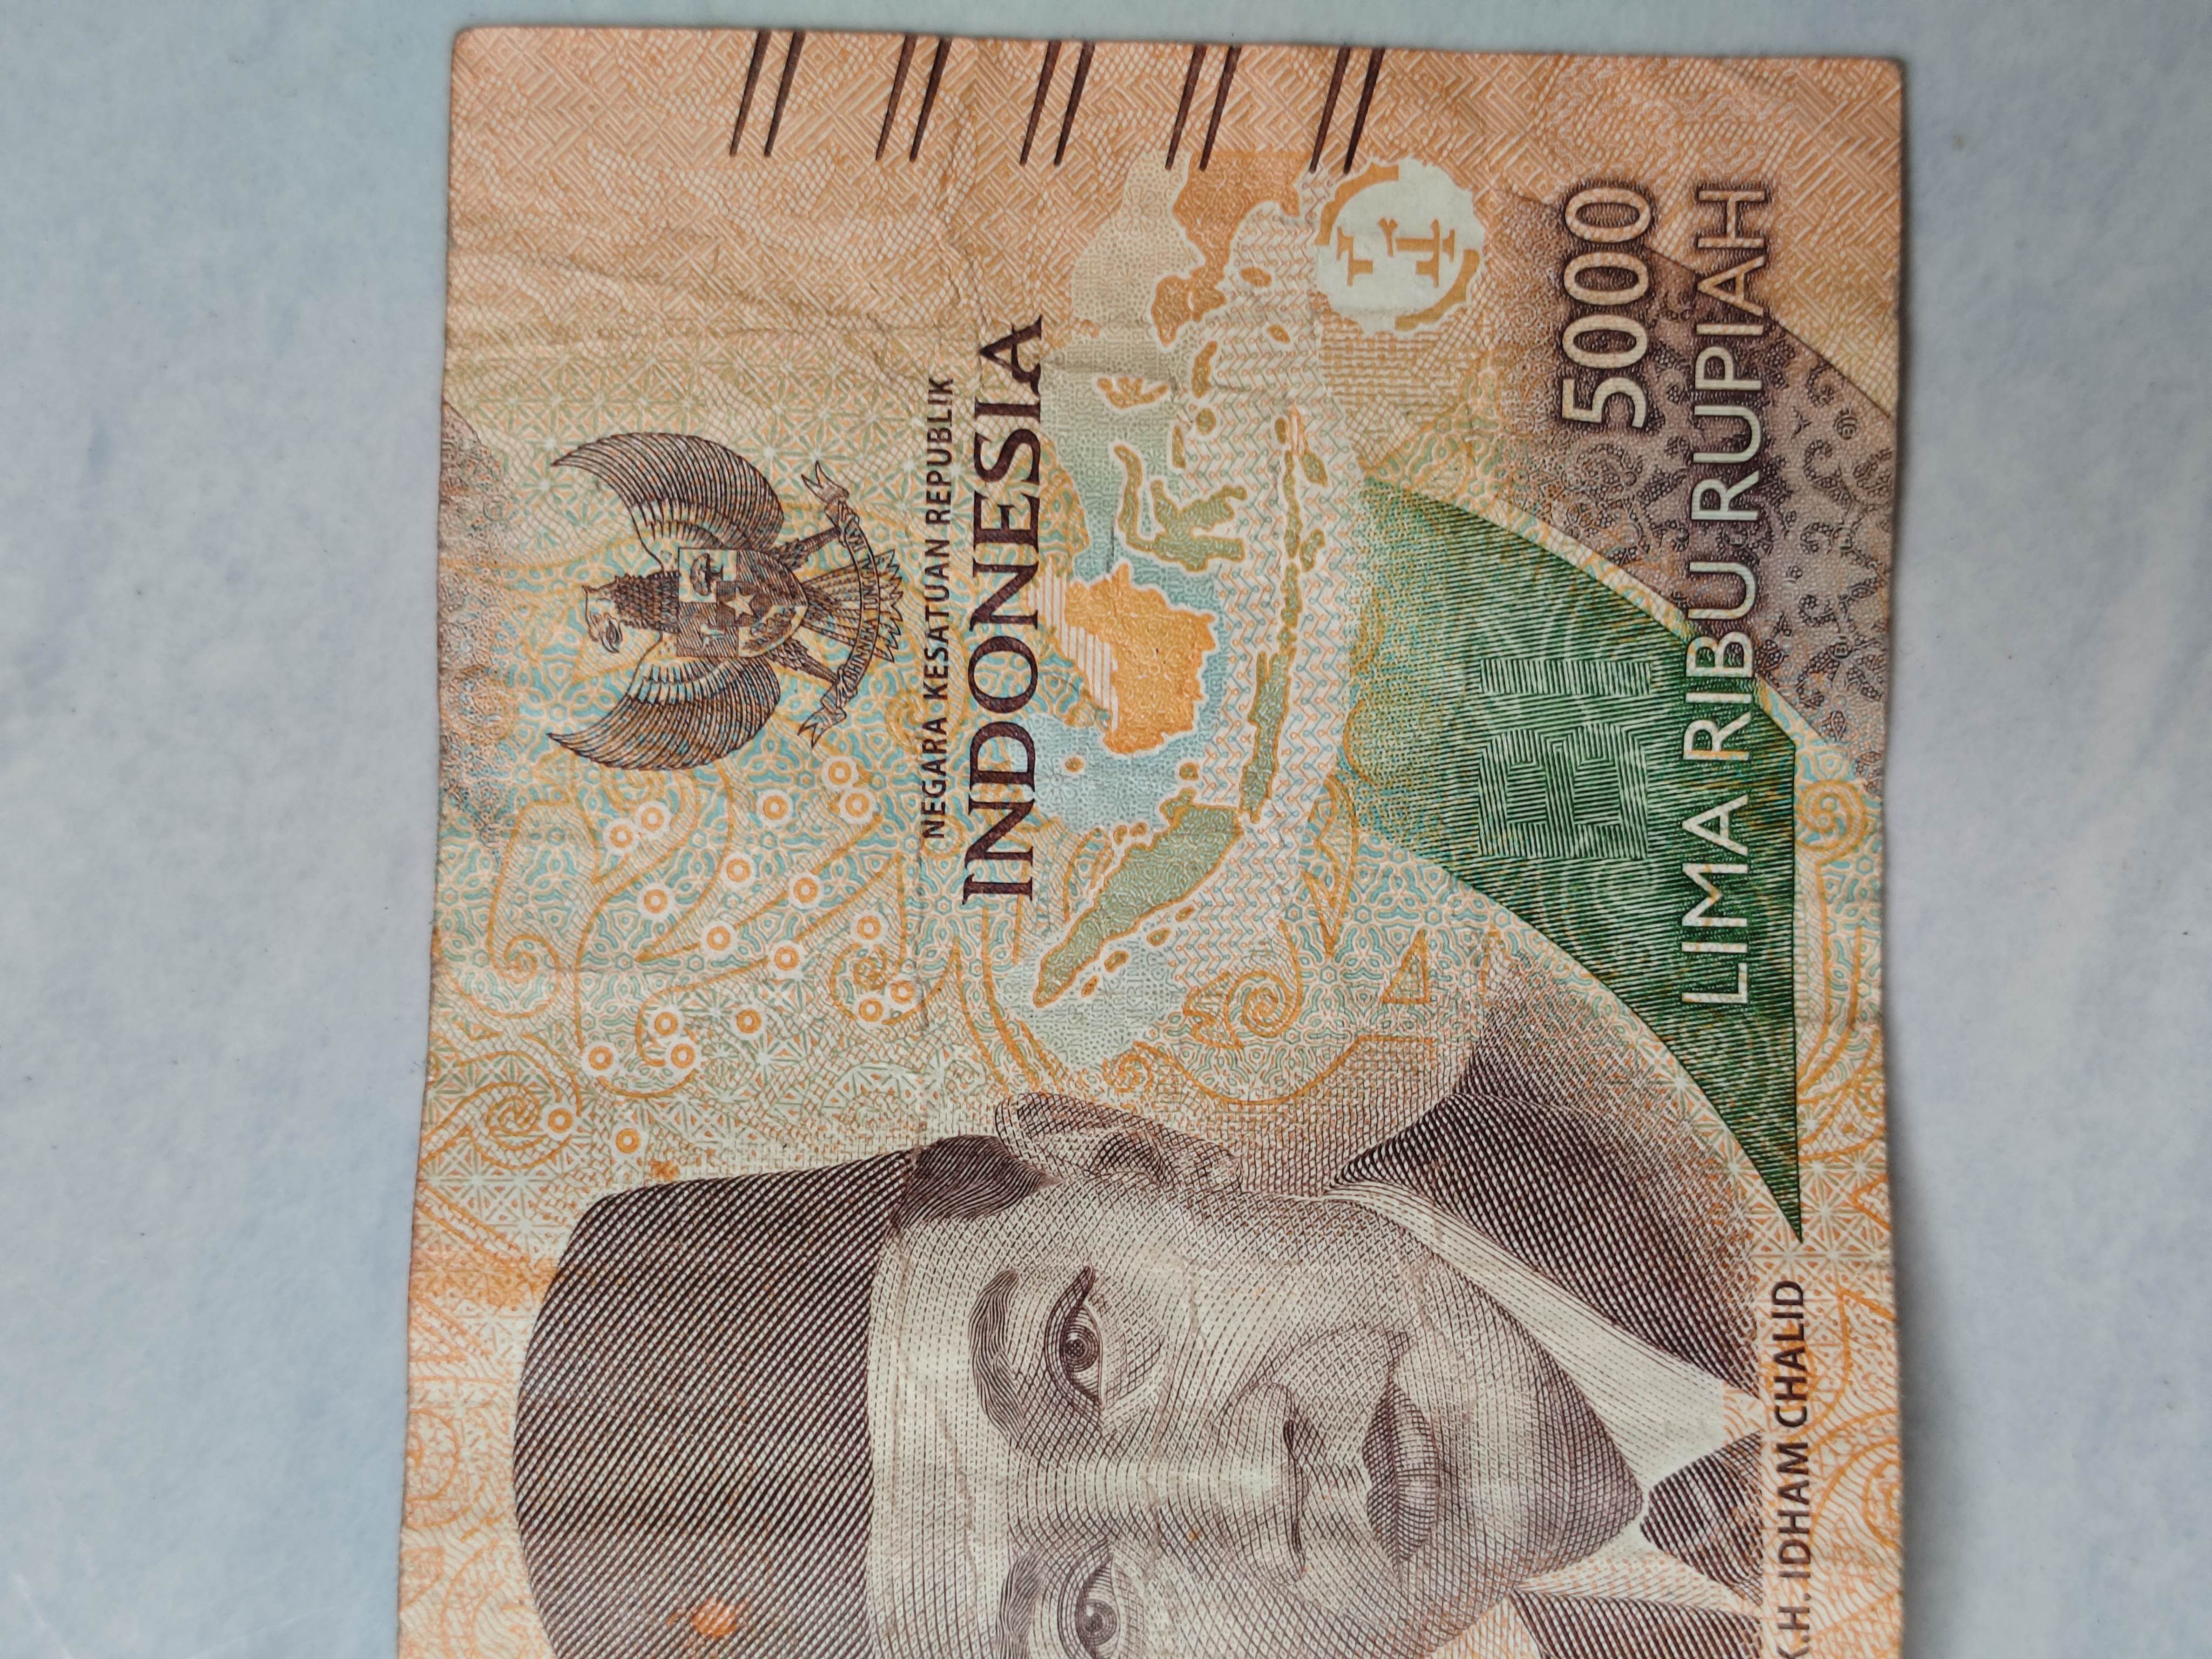 NEGARA KESATUAN REPUBLIK
INDONESIA
5000
LIMA RIBU RUPIAH
K.H. IDHAM CHALID